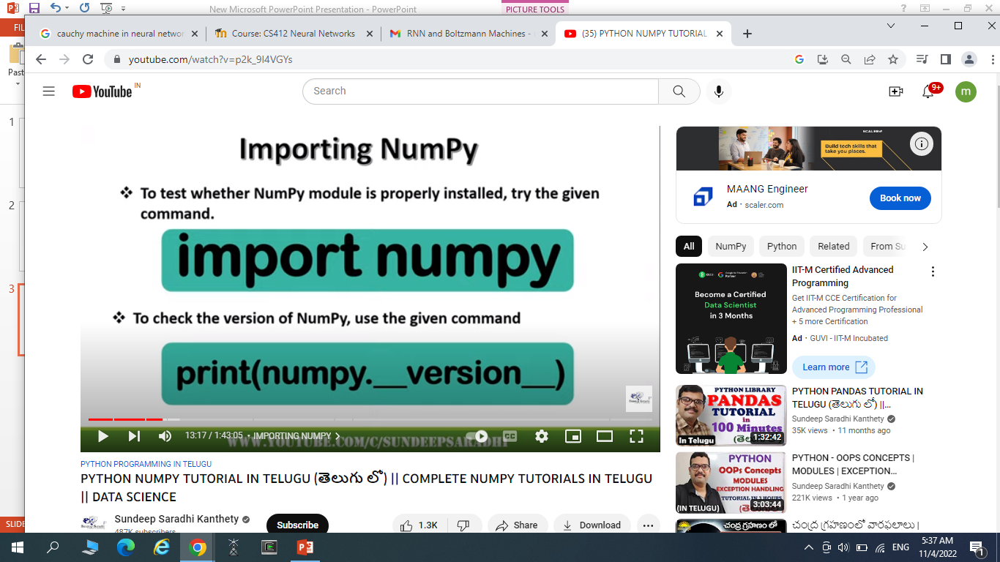 New Microsoft PowerPoint Presentation - PowerPoint
PICTURE TOOLS
FIL
cauchy machine in neural networ
Course: CS412 Neural Networks
RNN and Boltzmann Machines -
(35) PYTHON NUMPY TUTORIAL
youtube.com/watch?v=p2k_9I4VGYs
Past
YouTube IN
Search
9+
m
1
2
3
Importing NumPy
❖ To test whether NumPy module is properly installed, try the given
command.
import numpy
❖ To check the version of NumPy, use the given command
print(numpy.__version__)
13:17 / 1:43:05 • IMPORTING NUMPY
CC
WWW.YOUTUBE.COM/C/SUNDEEPSARADHI
PYTHON PROGRAMMING IN TELUGU
PYTHON NUMPY TUTORIAL IN TELUGU (తెలుగు లో) || COMPLETE NUMPY TUTORIALS IN TELUGU
|| DATA SCIENCE
Sundeep Saradhi Kanthety
487K subscribers
Subscribe
1.3K
Share
Download
SCALER
Build tech skills that
take you places.
MAANG Engineer
Ad · scaler.com
Book now
All
NumPy
Python
Related
From Su
GUVI
Become a Certified
Data Scientist
in 3 Months
IIT-M Certified Advanced
Programming
Get IIT-M CCE Certification for
Advanced Programming Professional
+ 5 more Certification
Ad · GUVI - IIT-M Incubated
Learn more
PYTHON LIBRARY
PANDAS
TUTORIAL
in
100 Minutes
In Telugu
1:32:42
PYTHON PANDAS TUTORIAL IN
TELUGU (తెలుగు లో) ||...
Sundeep Saradhi Kanthety
35K views • 11 months ago
PYTHON
OOPs Concepts
MODULES
EXCEPTION HANDLING
TUTORIAL IN 3 HOURS
(IN TELUGU)
3:03:44
PYTHON - OOPS CONCEPTS |
MODULES | EXCEPTION...
Sundeep Saradhi Kanthety
221K views • 1 year ago
చంద్ర గ్రహణం లో
చంద్ర గ్రహణంలో వారఫలాలు |
SLIDE
ENG
5:37 AM
11/4/2022
1